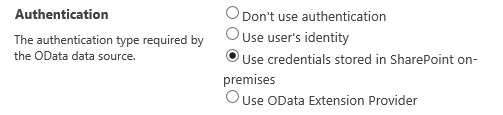 Authentication
The authentication type required by
the OData data source.
Don't use authentication
Use user's identity
Use credentials stored in SharePoint on-
premises
Use OData Extension Provider